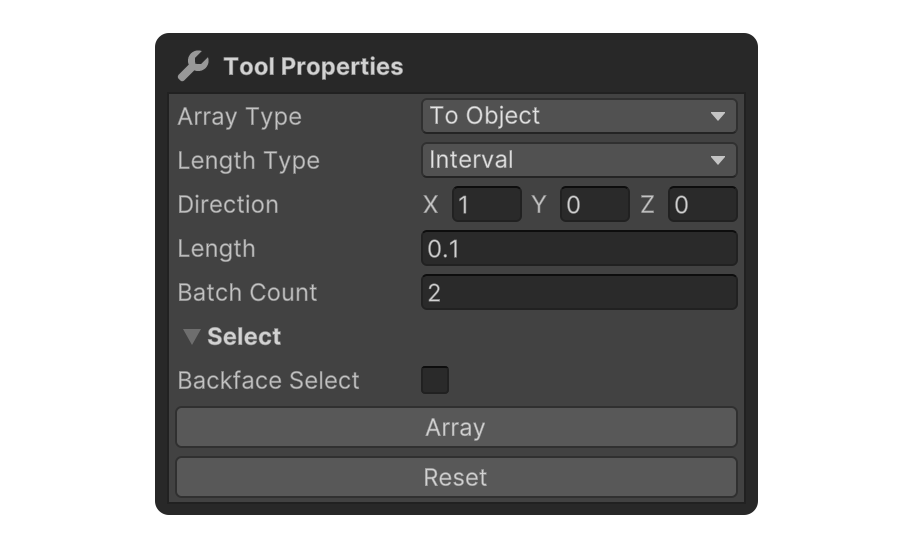 Tool Properties
Array Type To Object
Length Type Interval
Direction X 1 Y 0 Z 0
Length 0.1
Batch Count 2
Select
Backface Select
Array
Reset